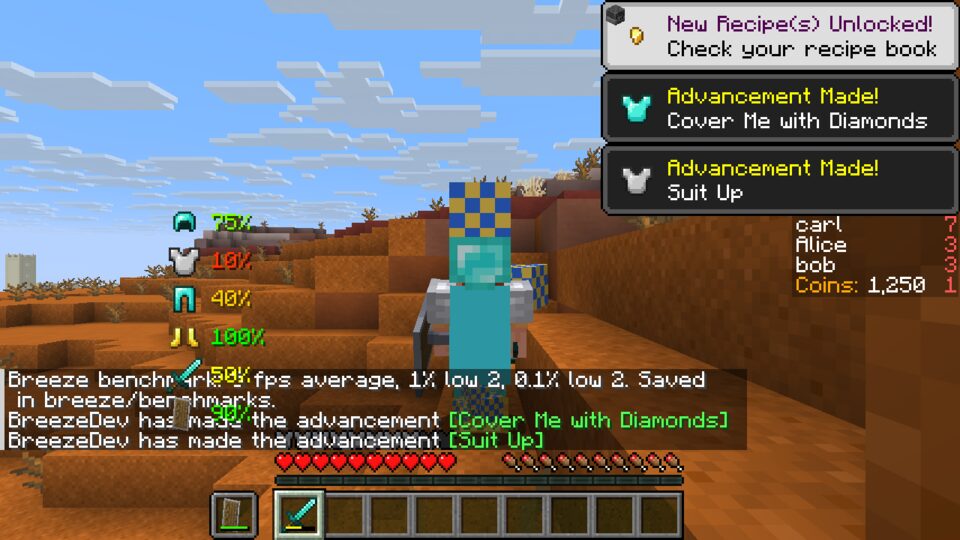 New Recipe(s) Unlocked!
Check your recipe book
Advancement Made!
Cover Me with Diamonds
Advancement Made!
Suit Up
carl 7
Alice 3
bob 3
Coins: 1,250 1
75%
10%
40%
100%
50%
90%
Breeze fps average, 1% low 2, 0.1% low 2. Saved
in breeze/benchmarks.
BreezeDev has made the advancement [Cover Me with Diamonds]
BreezeDev has made the advancement [Suit Up]